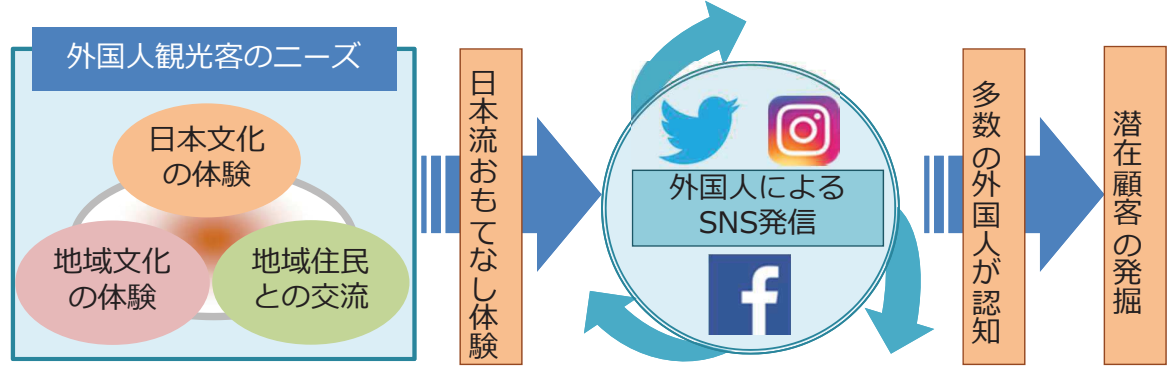 外国人観光客のニーズ
日本文化
の体験
地域文化
の体験
地域住民
との交流
日本流おもてなし体験
外国人による
SNS発信
多数の外国人が認知
潜在顧客の発掘